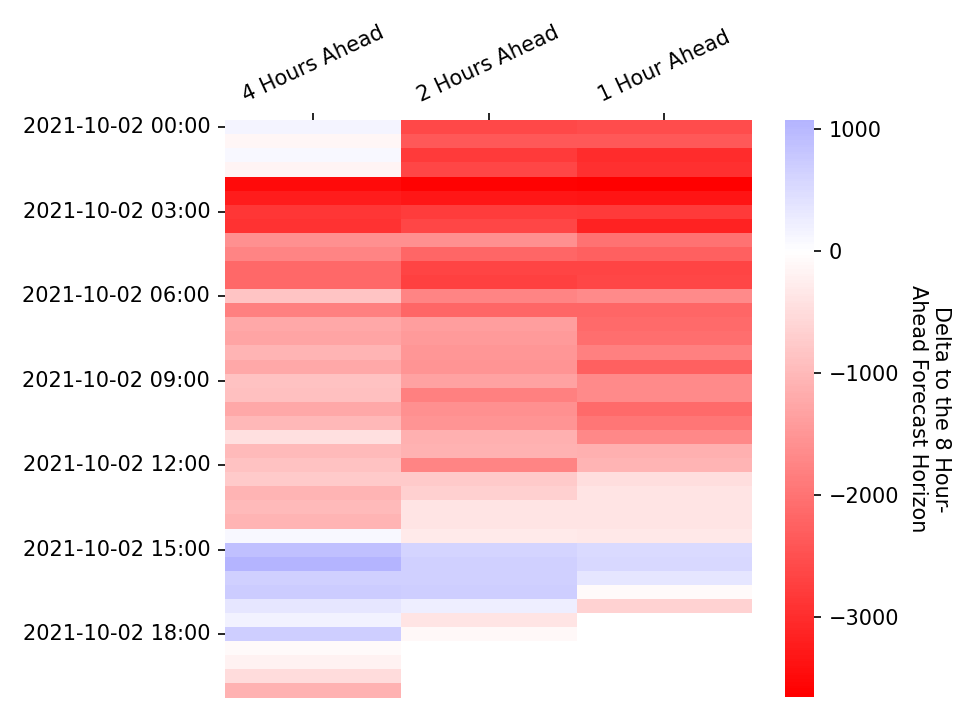 4 Hours Ahead
2 Hours Ahead
1 Hour Ahead
2021-10-02 00:00
2021-10-02 03:00
2021-10-02 06:00
2021-10-02 09:00
2021-10-02 12:00
2021-10-02 15:00
2021-10-02 18:00
1000
0
−1000
−2000
−3000
Delta to the 8 Hour-
Ahead Forecast Horizon